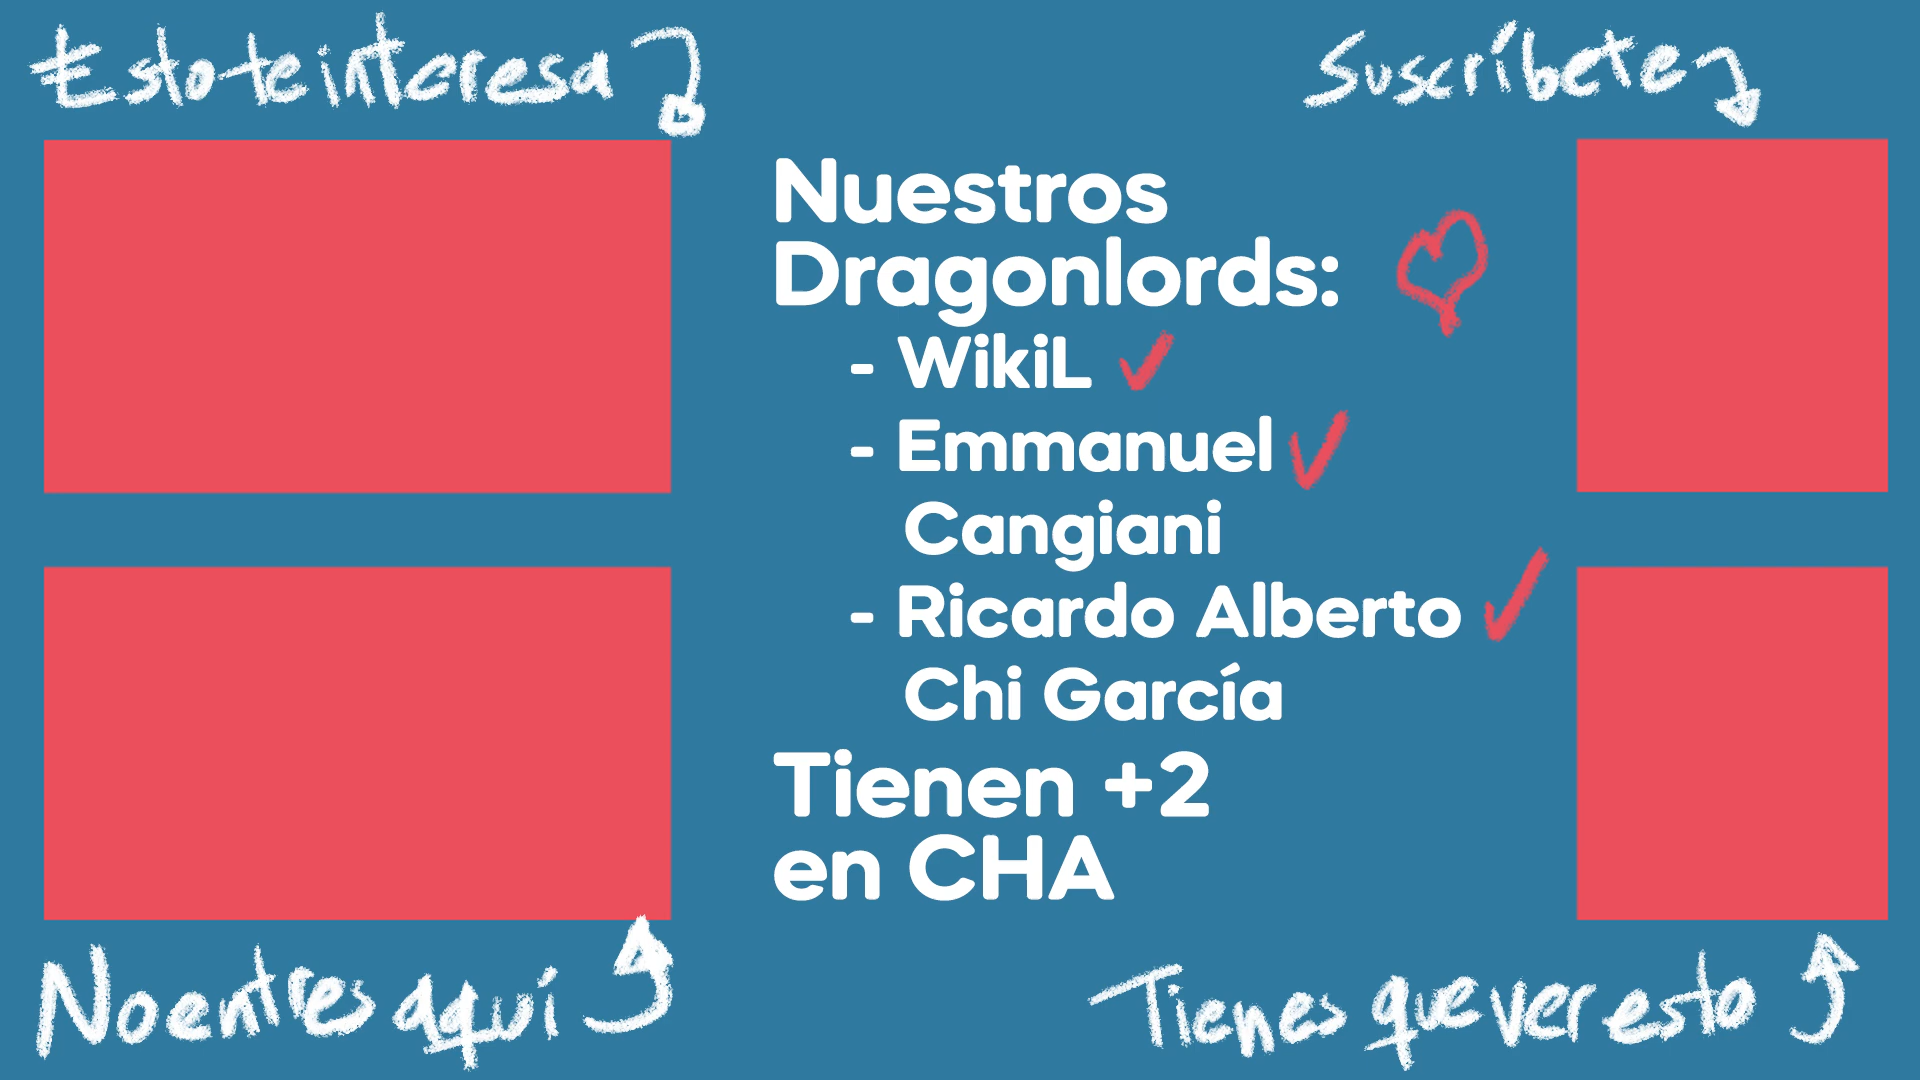 Esto te interesa
Suscríbete
Nuestros
Dragonlords:
- WikiL
- Emmanuel
Cangiani
- Ricardo Alberto
Chi García
Tienen +2
en CHA
No entres aquí
Tienes que ver esto